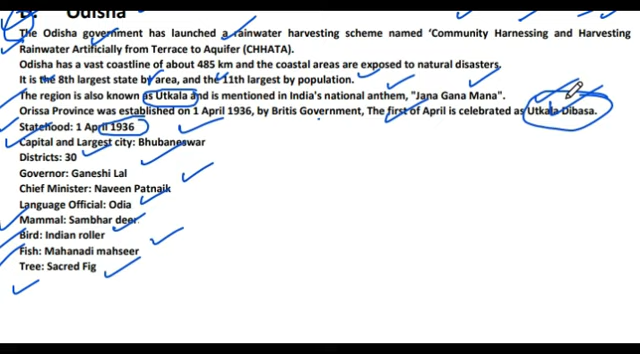 Odisha
The Odisha government has launched a rainwater harvesting scheme named ‘Community Harnessing and Harvesting
Rainwater Artificially from Terrace to Aquifer (CHHATA).
Odisha has a vast coastline of about 485 km and the coastal areas are exposed to natural disasters.
It is the 8th largest state by area, and the 11th largest by population.
The region is also known as Utkala and is mentioned in India's national anthem, "Jana Gana Mana".
Orissa Province was established on 1 April 1936, by Britis Government, The first of April is celebrated as Utkala Dibasa.
Statehood: 1 April 1936
Capital and Largest city: Bhubaneswar
Districts: 30
Governor: Ganeshi Lal
Chief Minister: Naveen Patnaik
Language Official: Odia
Mammal: Sambhar deer
Bird: Indian roller
Fish: Mahanadi mahseer
Tree: Sacred Fig